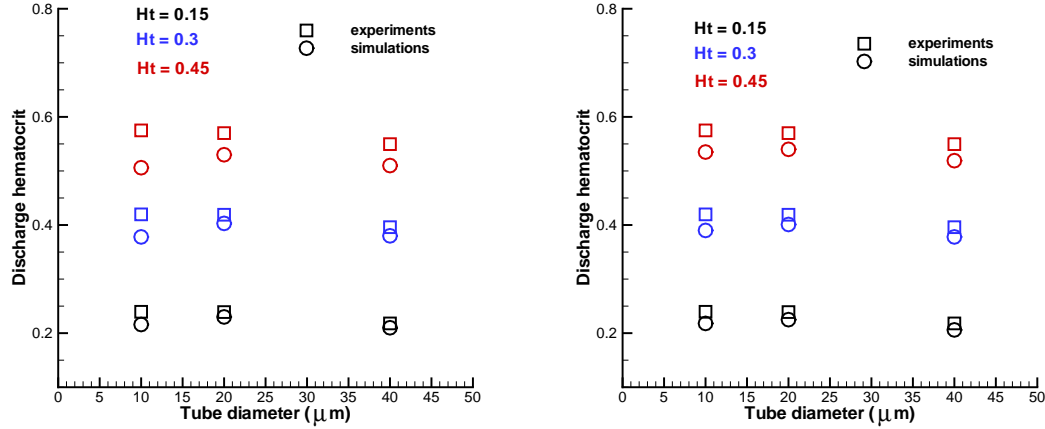 0.8
Ht = 0.15
experiments
Ht = 0.3
simulations
Ht = 0.45
0.6
Discharge hematocrit
0.4
0.2
0 5 10 15 20 25 30 35 40 45 50
Tube diameter (μm)
0.8
Ht = 0.15
experiments
Ht = 0.3
simulations
Ht = 0.45
0.6
Discharge hematocrit
0.4
0.2
0 5 10 15 20 25 30 35 40 45 50
Tube diameter (μm)